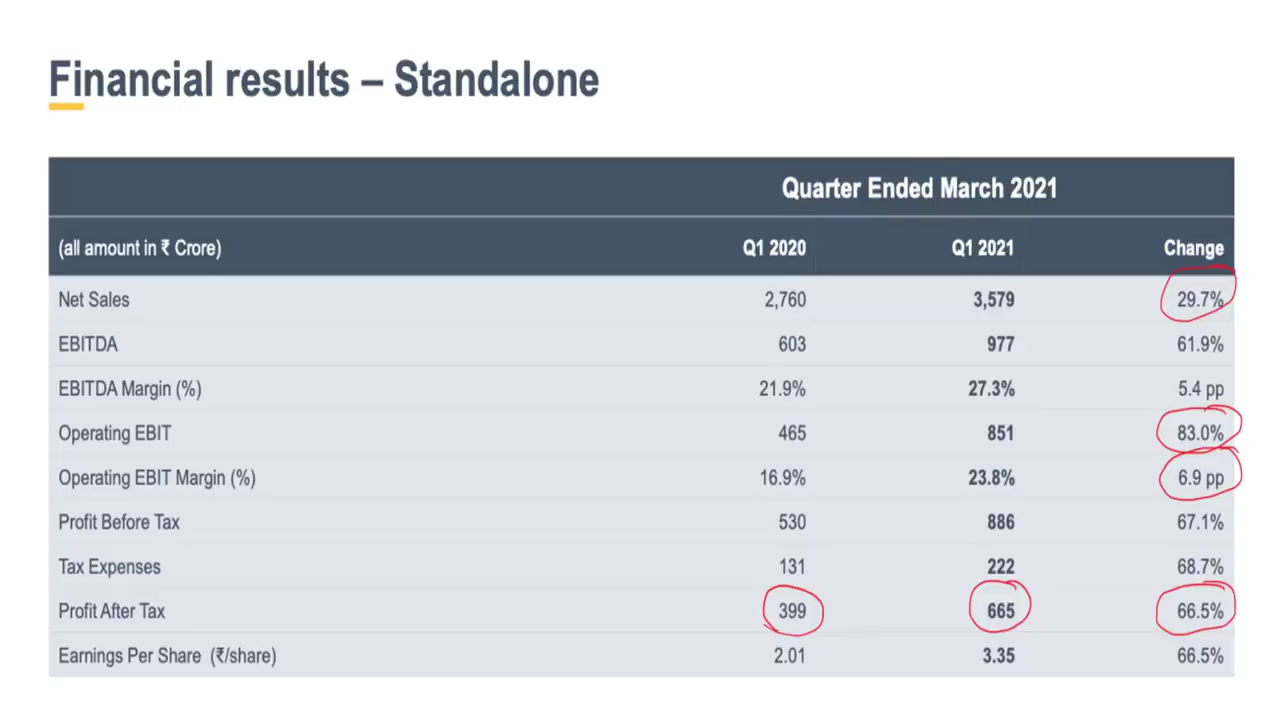 Financial results – Standalone
Quarter Ended March 2021
(all amount in ₹ Crore) Q1 2020 Q1 2021 Change
Net Sales 2,760 3,579 29.7%
EBITDA 603 977 61.9%
EBITDA Margin (%) 21.9% 27.3% 5.4 pp
Operating EBIT 465 851 83.0%
Operating EBIT Margin (%) 16.9% 23.8% 6.9 pp
Profit Before Tax 530 886 67.1%
Tax Expenses 131 222 68.7%
Profit After Tax 399 665 66.5%
Earnings Per Share (₹/share) 2.01 3.35 66.5%